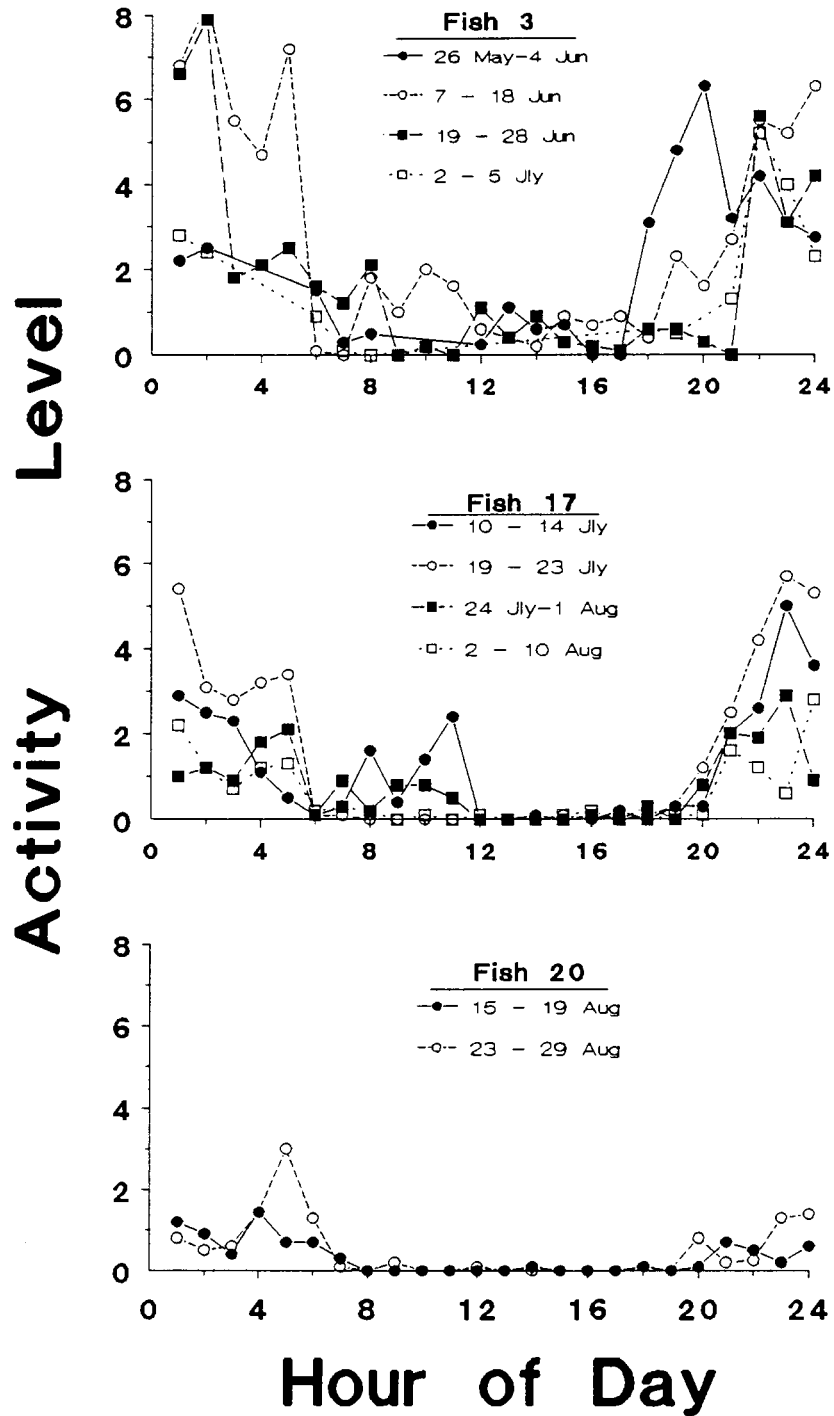 Activity Level
Fish 3
26 May-4 Jun
7 - 18 Jun
19 - 28 Jun
2 - 5 Jly
8
6
4
2
0
0 4 8 12 16 20 24
Fish 17
10 - 14 Jly
19 - 23 Jly
24 Jly-1 Aug
2 - 10 Aug
8
6
4
2
0
0 4 8 12 16 20 24
Fish 20
15 - 19 Aug
23 - 29 Aug
8
6
4
2
0
0 4 8 12 16 20 24
Hour of Day